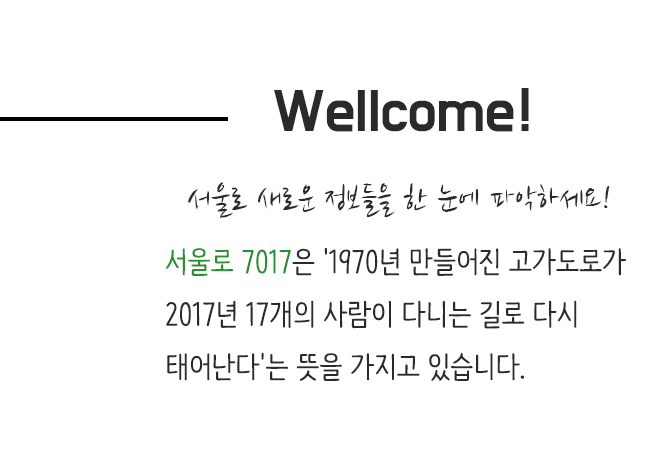 Wellcome!
서울로 새로운 정보들을 한 눈에 파악하세요!
서울로 7017은 '1970년 만들어진 고가도로가
2017년 17개의 사람이 다니는 길로 다시
태어난다'는 뜻을 가지고 있습니다.